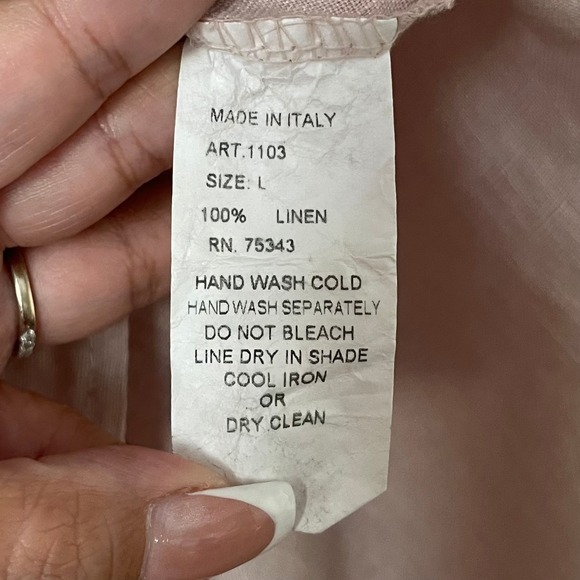 MADE IN ITALY
ART.1103
SIZE: L
100% LINEN
RN. 75343
HAND WASH COLD
HAND WASH SEPARATELY
DO NOT BLEACH
LINE DRY IN SHADE
COOL IRON
OR
DRY CLEAN